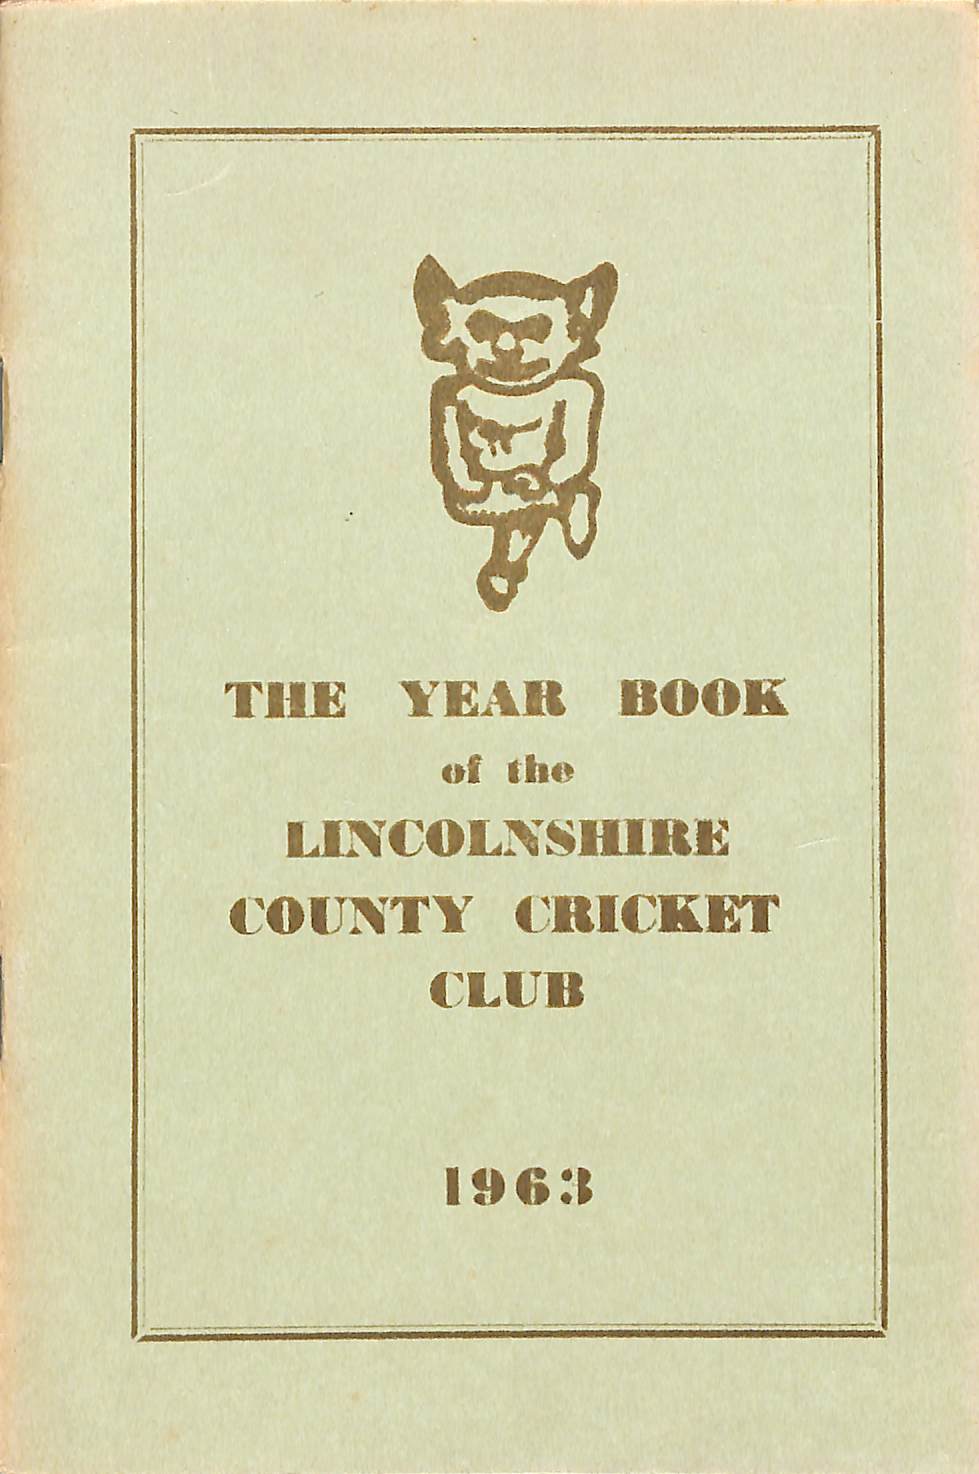 THE YEAR BOOK
of the
LINCOLNSHIRE
COUNTY CRICKET
CLUB
1963